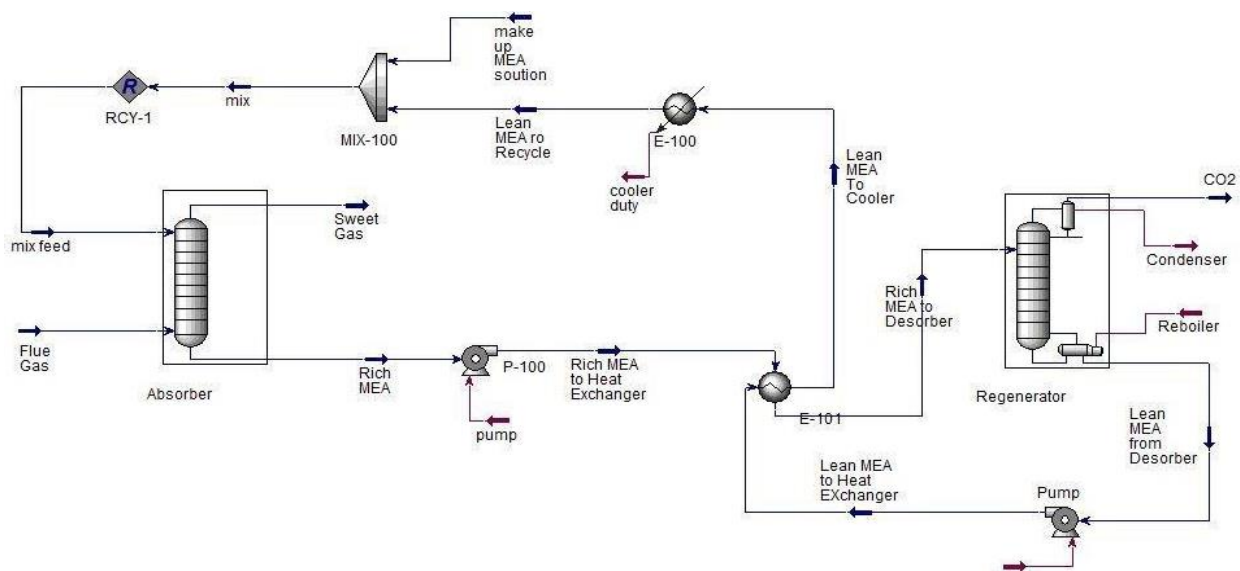 make
up
MEA
soution
R
RCY-1
mix
MIX-100
Lean
MEA ro
Recycle
E-100
cooler
duty
Lean
MEA
To
Cooler
CO2
mix feed
Sweet
Gas
Condenser
Rich
MEA to
Desorber
Reboiler
Flue
Gas
Absorber
Rich
MEA
P-100
pump
Rich MEA
to Heat
Exchanger
E-101
Regenerator
Lean
MEA
from
Desorber
Lean MEA
to Heat
EXchanger
Pump